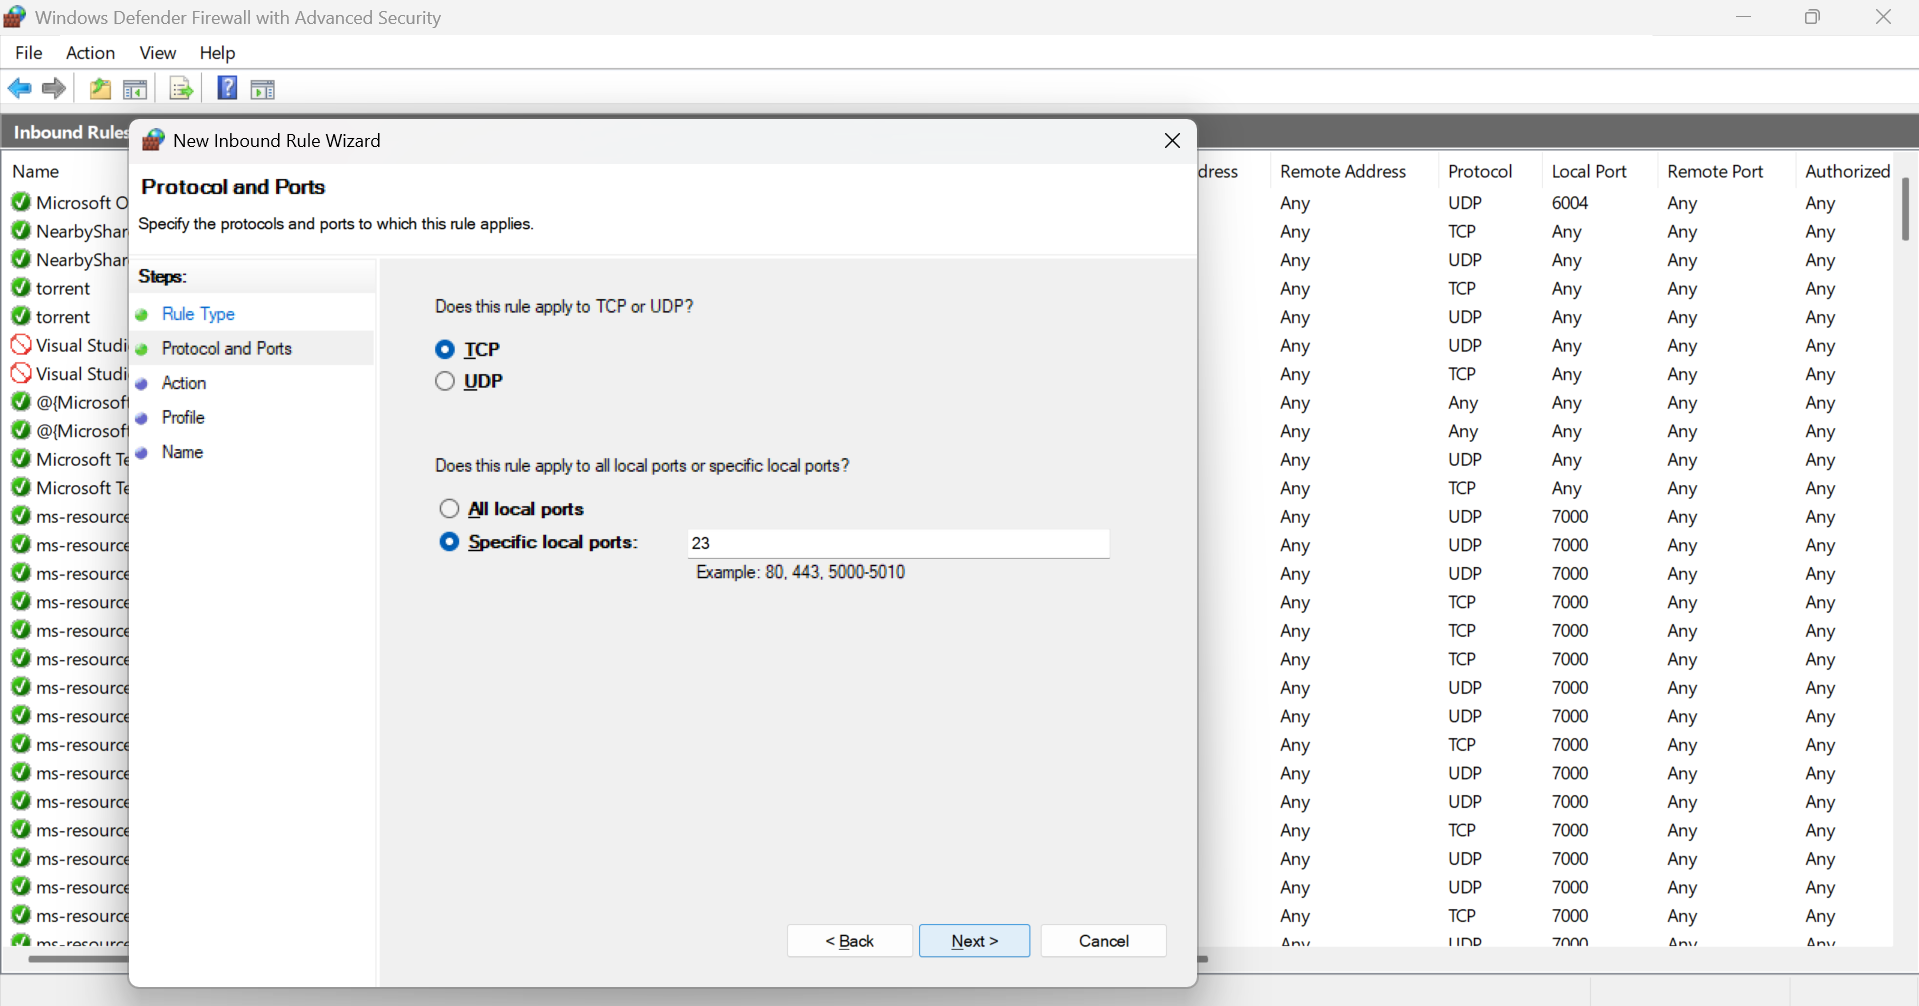 Windows Defender Firewall with Advanced Security
File Action View Help
Inbound Rules
New Inbound Rule Wizard
Protocol and Ports
Specify the protocols and ports to which this rule applies.
Steps:
Rule Type
Protocol and Ports
Action
Profile
Name
Does this rule apply to TCP or UDP?
TCP
UDP
Does this rule apply to all local ports or specific local ports?
All local ports
Specific local ports: 23
Example: 80, 443, 5000-5010
< Back Next > Cancel
Name dress Remote Address Protocol Local Port Remote Port Authorized
Microsoft O Any UDP 6004 Any Any
NearbyShar Any TCP Any Any Any
NearbyShar Any UDP Any Any Any
torrent Any TCP Any Any Any
torrent Any UDP Any Any Any
Visual Studi Any UDP Any Any Any
Visual Studi Any TCP Any Any Any
@{Microsoft Any Any Any Any Any
@{Microsoft Any Any Any Any Any
Microsoft Te Any UDP Any Any Any
Microsoft Te Any TCP Any Any Any
ms-resource Any UDP 7000 Any Any
ms-resource Any UDP 7000 Any Any
ms-resource Any UDP 7000 Any Any
ms-resource Any TCP 7000 Any Any
ms-resource Any TCP 7000 Any Any
ms-resource Any TCP 7000 Any Any
ms-resource Any UDP 7000 Any Any
ms-resource Any UDP 7000 Any Any
ms-resource Any TCP 7000 Any Any
ms-resource Any UDP 7000 Any Any
ms-resource Any UDP 7000 Any Any
ms-resource Any TCP 7000 Any Any
ms-resource Any UDP 7000 Any Any
ms-resource Any UDP 7000 Any Any
ms-resource Any TCP 7000 Any Any
ms-resource Any UDP 7000 Any Any